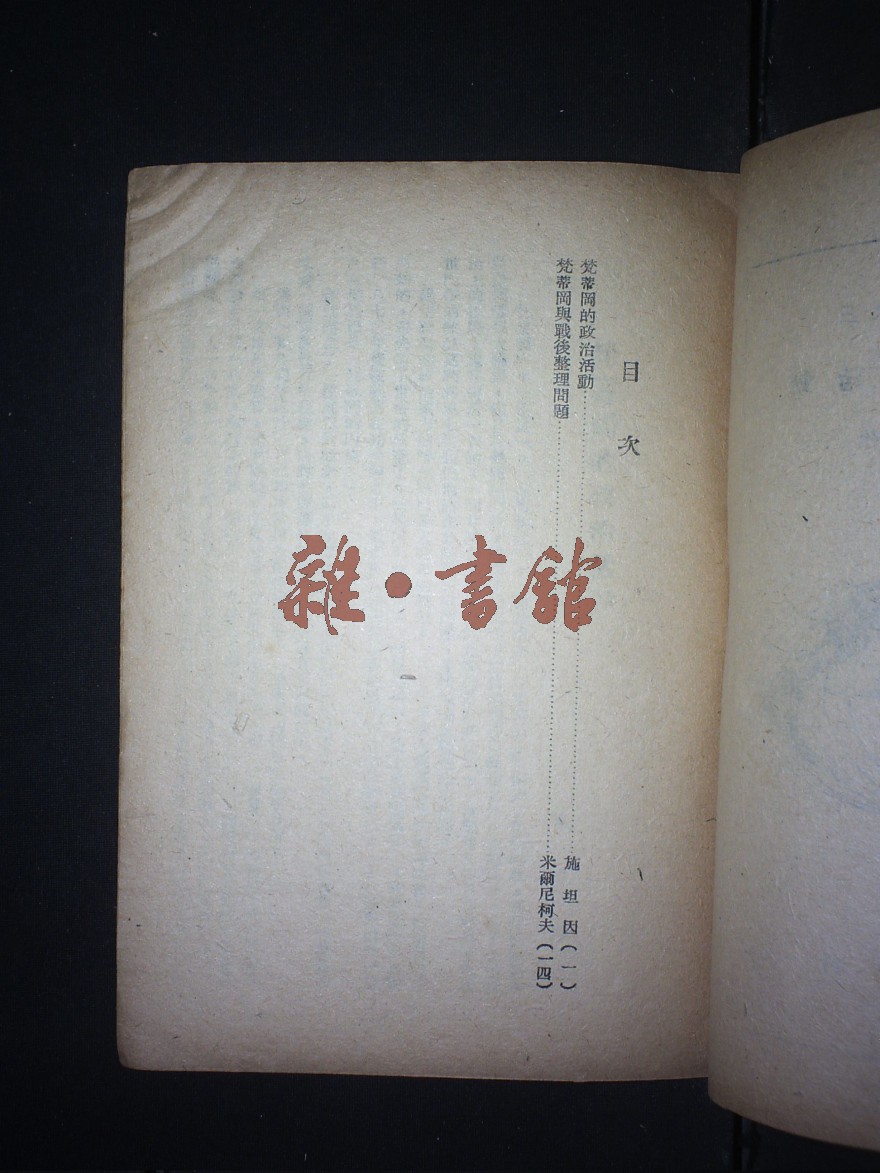 目次
梵蒂岡的政治活動……施坦因(一)
梵蒂岡與戰後整理問題……米爾尼柯夫(一四)
雜·書館